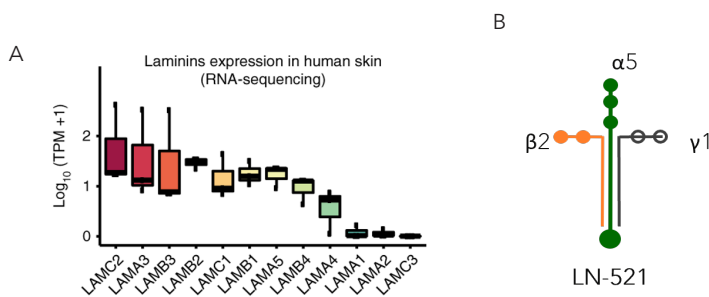 A
Laminins expression in human skin
(RNA-sequencing)
Log10 (TPM +1)
2
1
0
LAMC2
LAMA3
LAMB3
LAMB2
LAMC1
LAMB1
LAMA5
LAMB4
LAMA4
LAMA1
LAMA2
LAMC3
B
α5
β2
γ1
LN-521